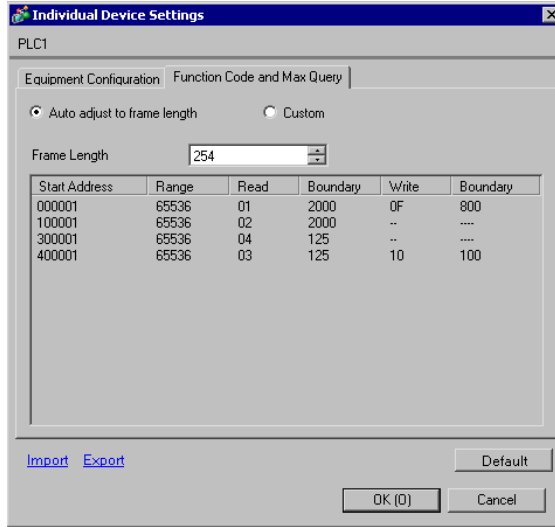 Individual Device Settings
PLC1
Equipment Configuration Function Code and Max Query
Auto adjust to frame length Custom
Frame Length 254
Start Address Range Read Boundary Write Boundary
000001 65536 01 2000 0F 800
100001 65536 02 2000 -- ----
300001 65536 04 125 -- ----
400001 65536 03 125 10 100
Import Export Default
OK (O) Cancel